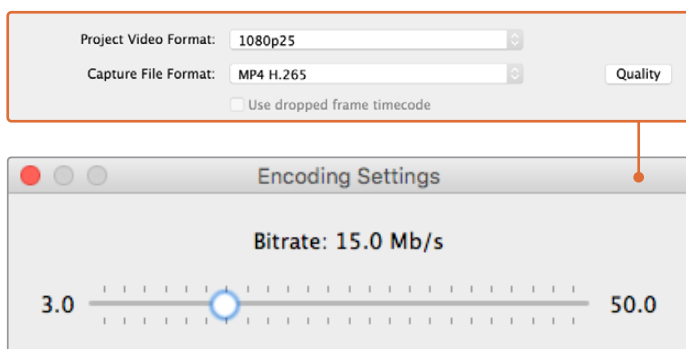 Project Video Format: 1080p25
Capture File Format: MP4 H.265 Quality
Use dropped frame timecode
Encoding Settings
Bitrate: 15.0 Mb/s
3.0 50.0